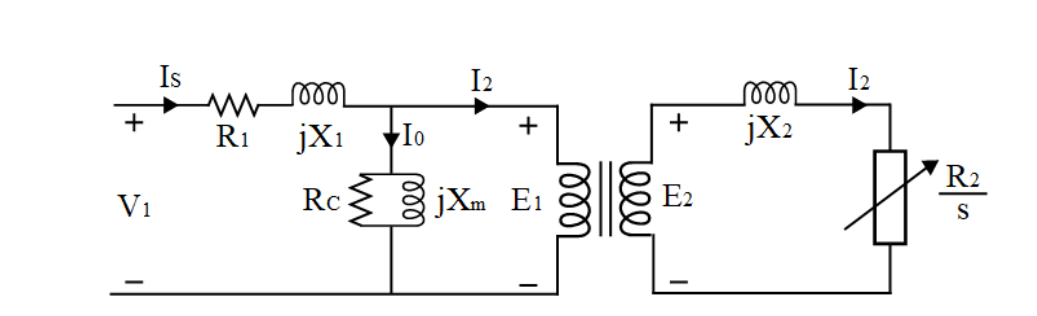 Is
R1
jX1
I2
I0
jX2
I2
+
+
+
V1
Rc
jXm
E1
E2
R2
s
−
−
−